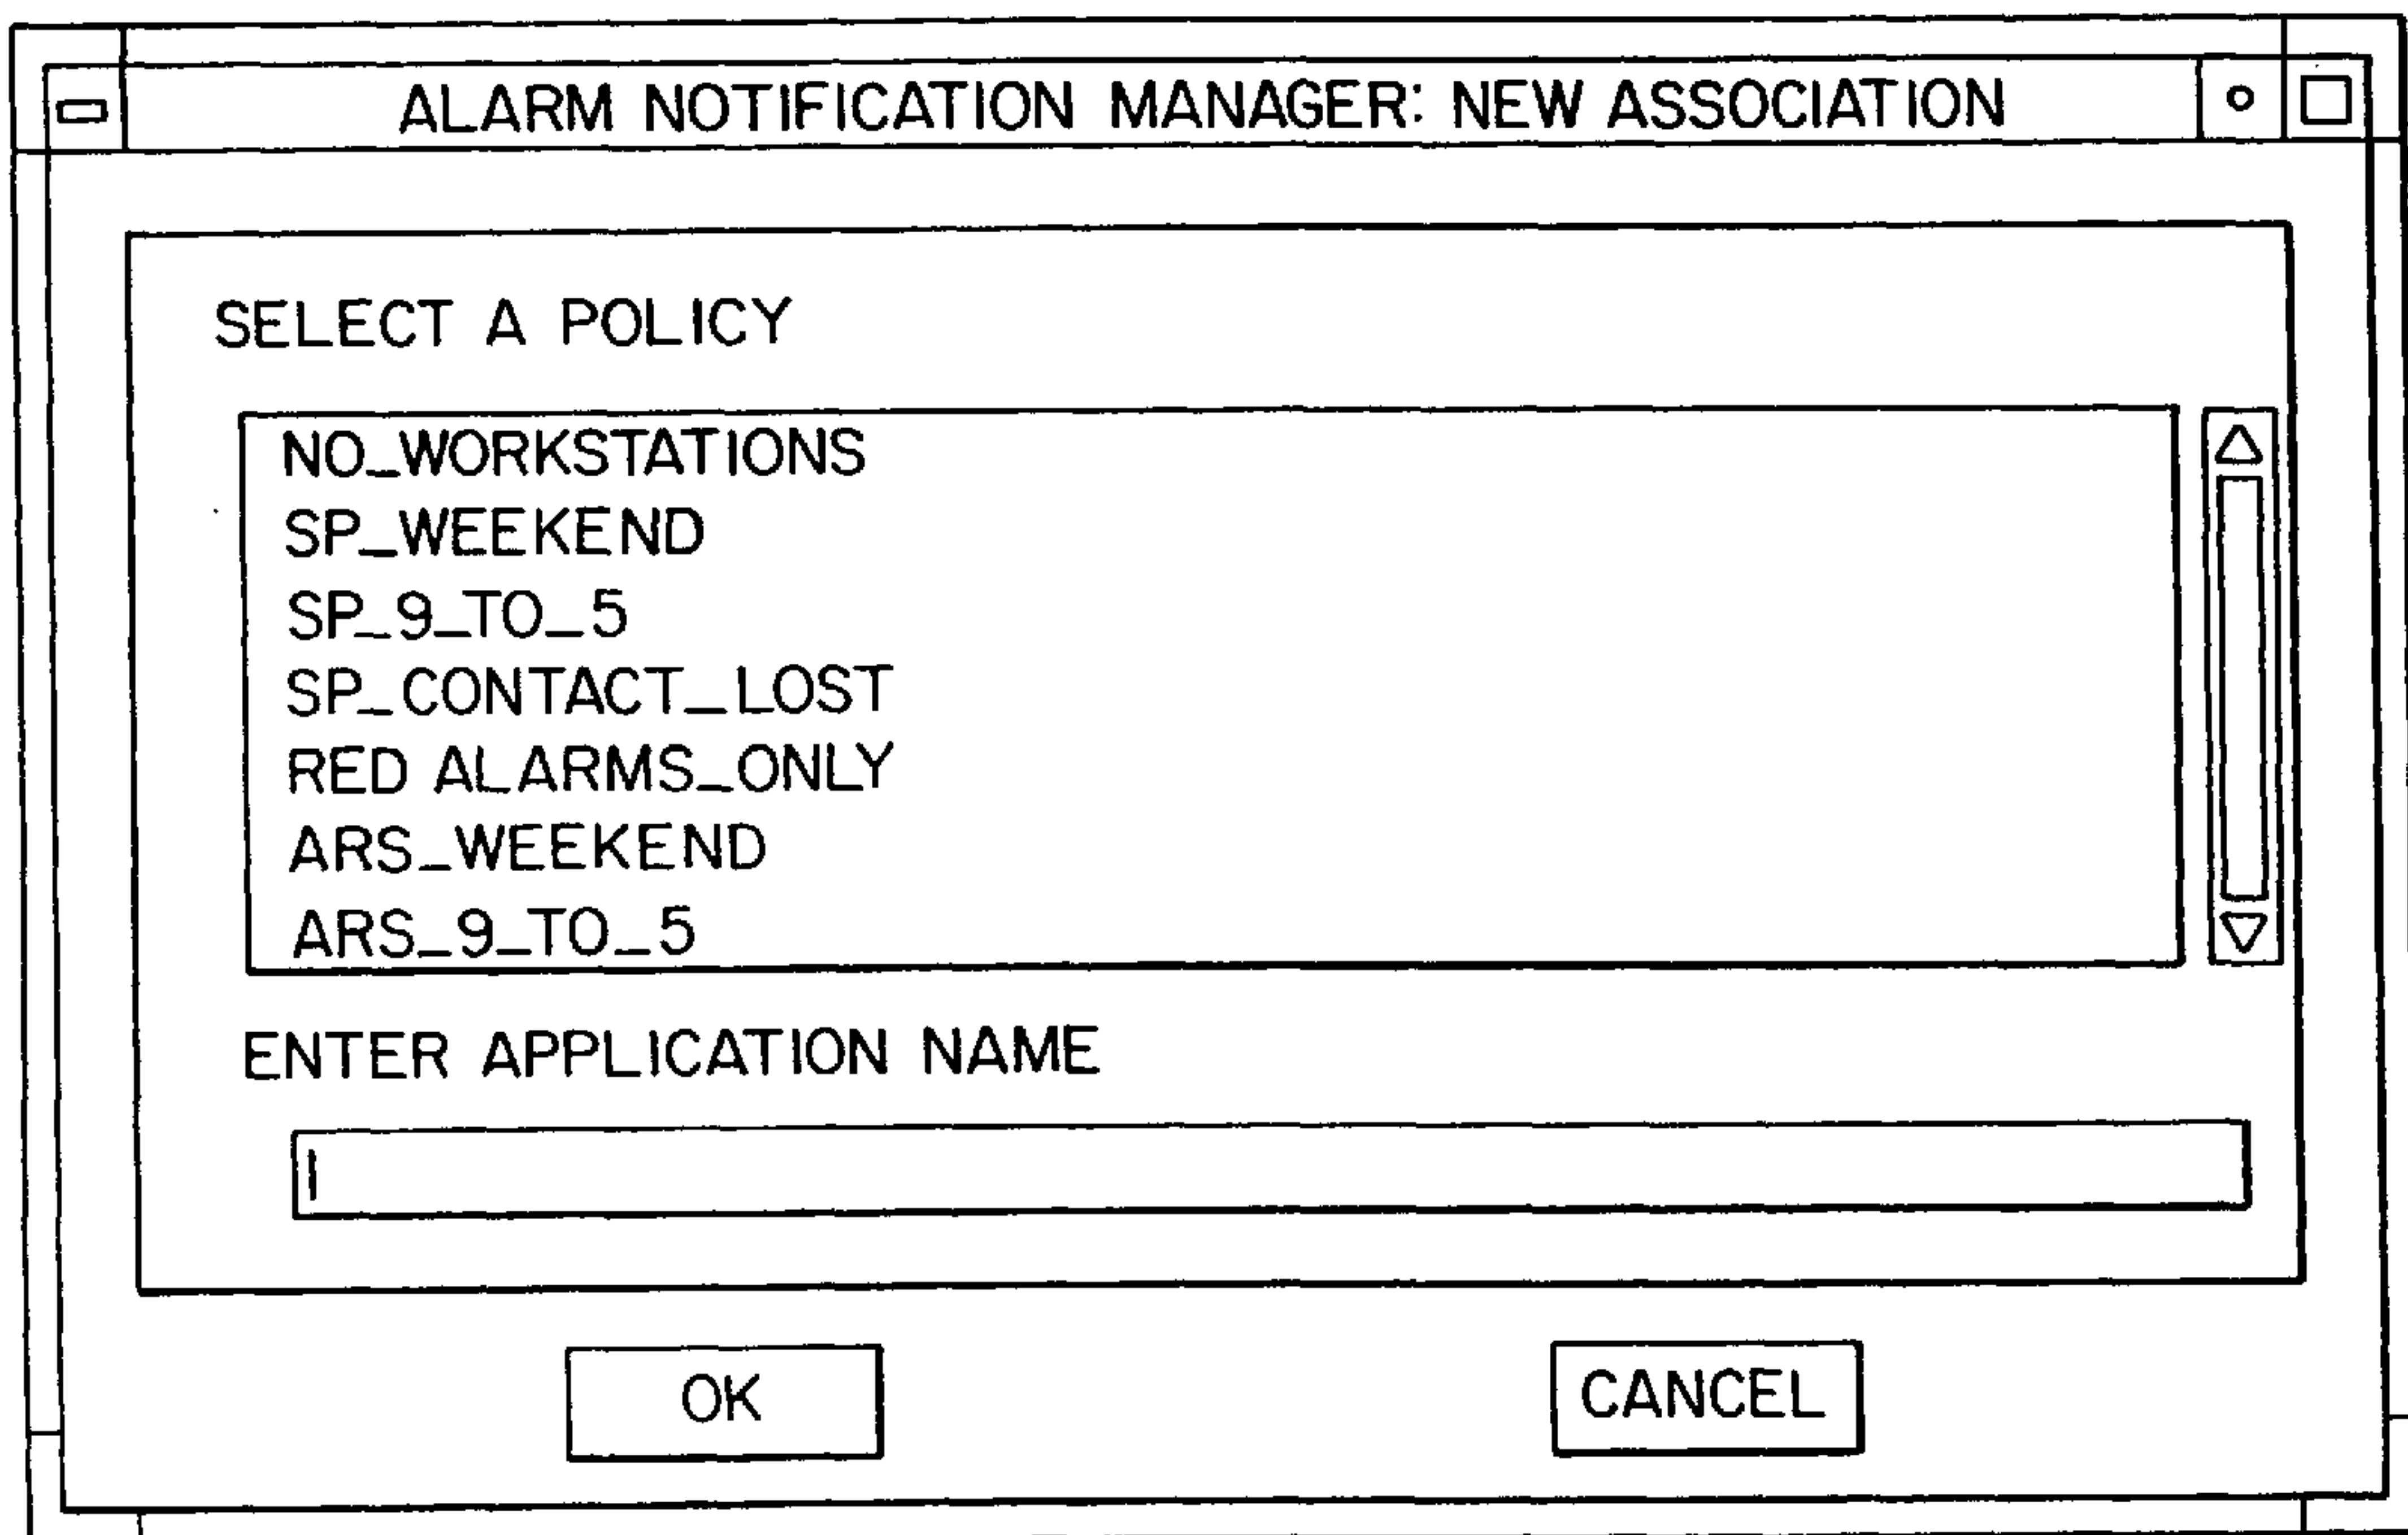 ALARM NOTIFICATION MANAGER: NEW ASSOCIATION
SELECT A POLICY
NO_WORKSTATIONS
SP_WEEKEND
SP_9_TO_5
SP_CONTACT_LOST
RED ALARMS_ONLY
ARS_WEEKEND
ARS_9_TO_5
ENTER APPLICATION NAME
OK
CANCEL